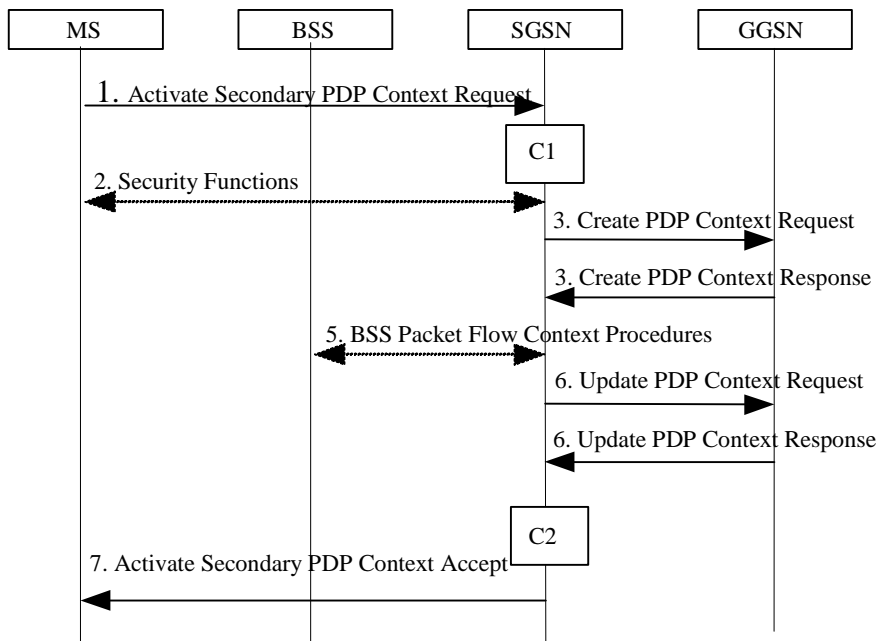 MS
BSS
SGSN
GGSN
1. Activate Secondary PDP Context Request
C1
2. Security Functions
3. Create PDP Context Request
3. Create PDP Context Response
5. BSS Packet Flow Context Procedures
6. Update PDP Context Request
6. Update PDP Context Response
C2
7. Activate Secondary PDP Context Accept